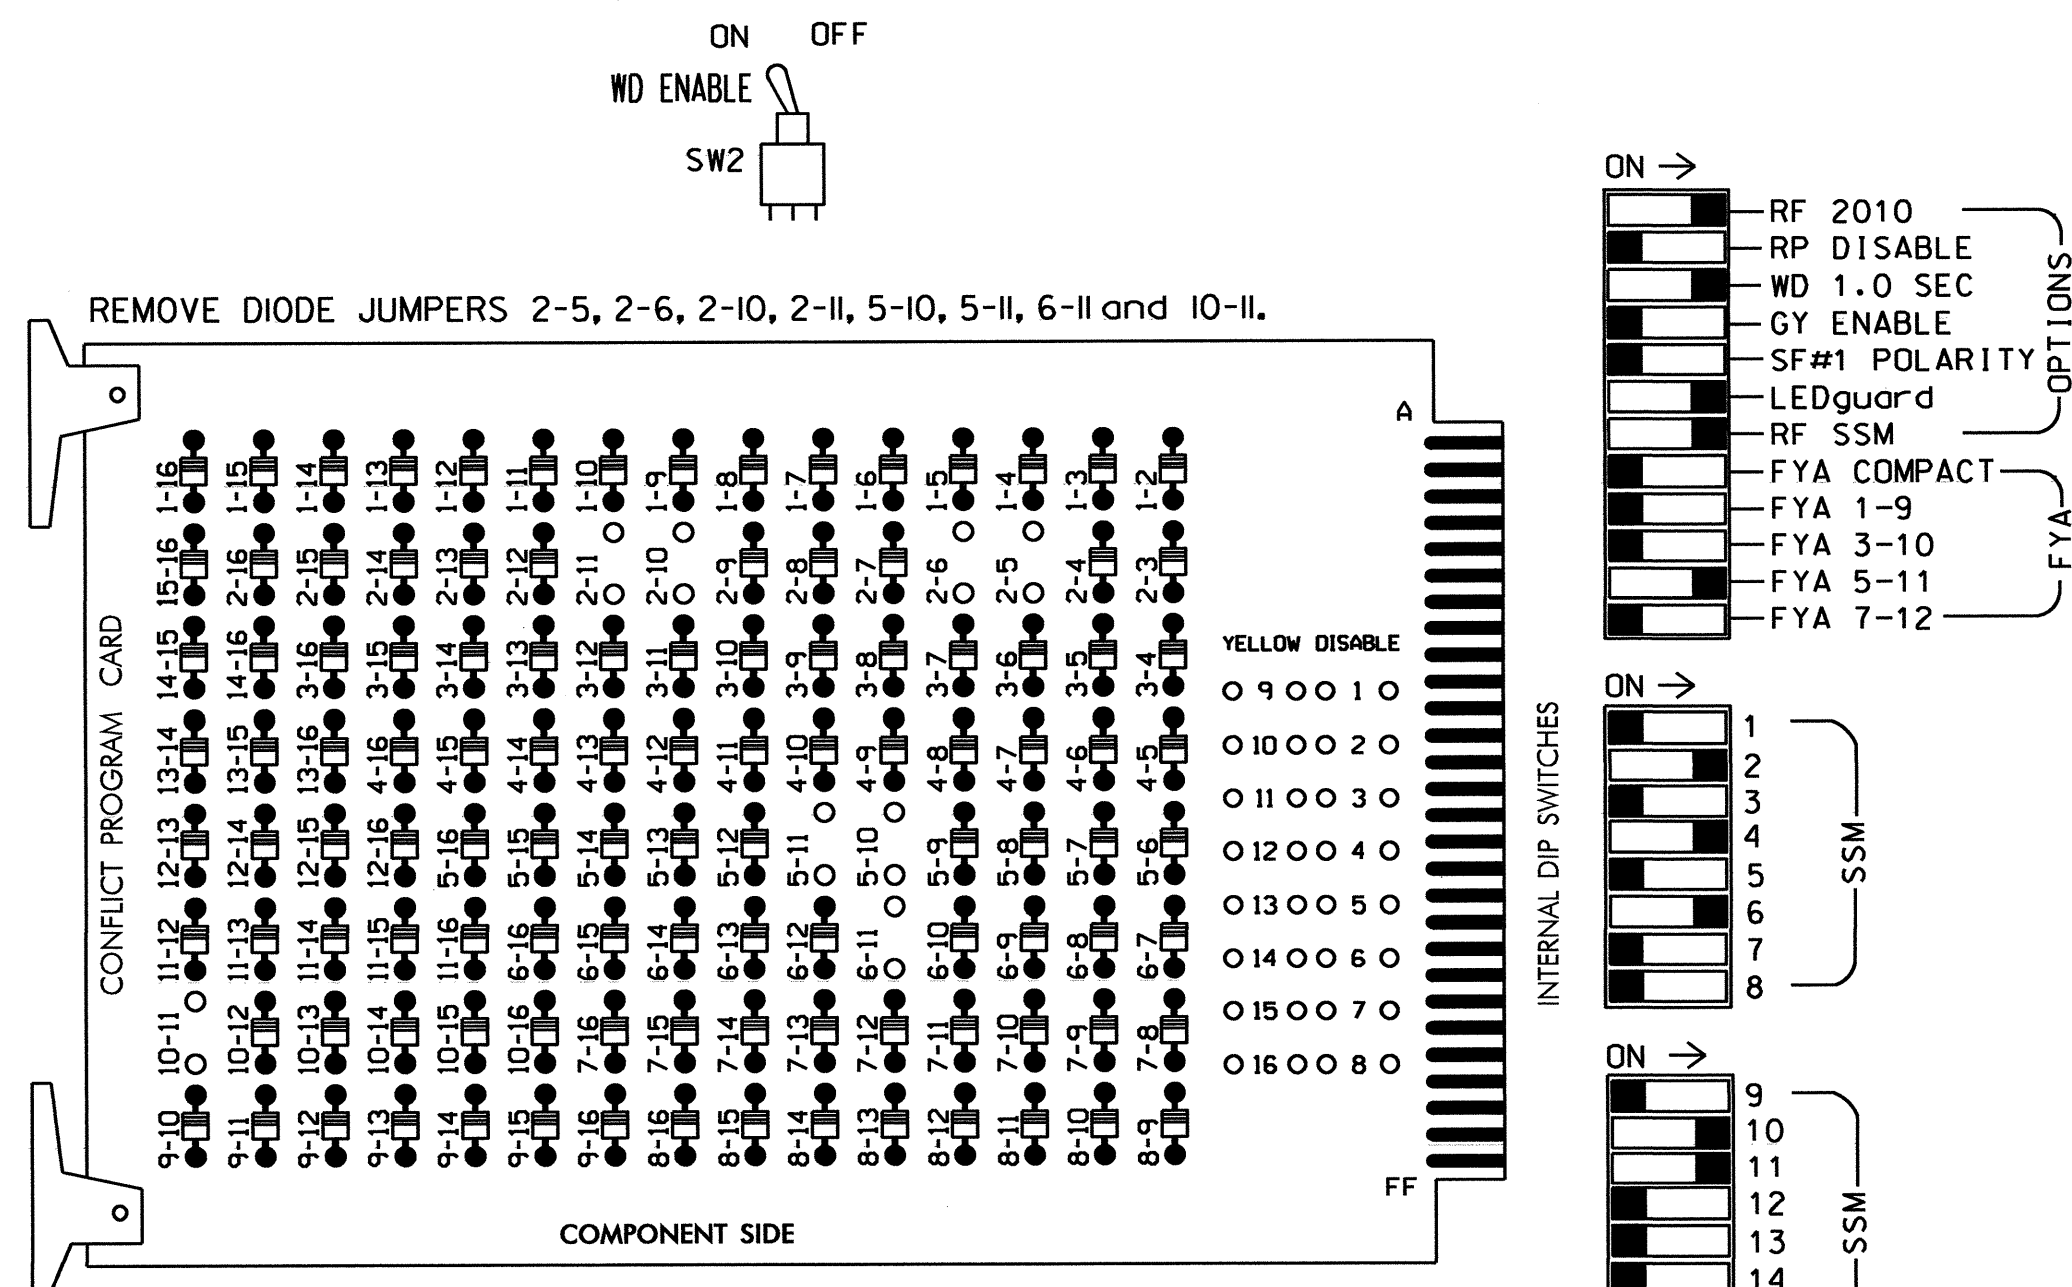 ON OFF
WD ENABLE
SW2
REMOVE DIODE JUMPERS 2-5, 2-6, 2-10, 2-11, 5-10, 5-11, 6-11 and 10-11.
A
CONFLICT PROGRAM CARD
1-16 1-15 1-14 1-13 1-12 1-11 1-10 1-9 1-8 1-7 1-6 1-5 1-4 1-3 1-2
15-16 2-16 2-15 2-14 2-13 2-12 2-11 2-10 2-9 2-8 2-7 2-6 2-5 2-4 2-3
14-15 14-16 3-16 3-15 3-14 3-13 3-12 3-11 3-10 3-9 3-8 3-7 3-6 3-5 3-4
13-14 13-15 13-16 4-16 4-15 4-14 4-13 4-12 4-11 4-10 4-9 4-8 4-7 4-6 4-5
12-13 12-14 12-15 12-16 5-16 5-15 5-14 5-13 5-12 5-11 5-10 5-9 5-8 5-7 5-6
11-12 11-13 11-14 11-15 11-16 6-16 6-15 6-14 6-13 6-12 6-11 6-10 6-9 6-8 6-7
10-11 10-12 10-13 10-14 10-15 10-16 7-16 7-15 7-14 7-13 7-12 7-11 7-10 7-9 7-8
9-10 9-11 9-12 9-13 9-14 9-15 9-16 8-16 8-15 8-14 8-13 8-12 8-11 8-10 8-9
YELLOW DISABLE
9 1
10 2
11 3
12 4
13 5
14 6
15 7
16 8
FF
COMPONENT SIDE
INTERNAL DIP SWITCHES
ON
RF 2010
RP DISABLE
WD 1.0 SEC
GY ENABLE
SF#1 POLARITY
LEDguard
RF SSM
OPTIONS
FYA COMPACT
FYA 1-9
FYA 3-10
FYA 5-11
FYA 7-12
FYA
ON
1
2
3
4
5
6
7
8
SSM
ON
9
10
11
12
13
14
SSM